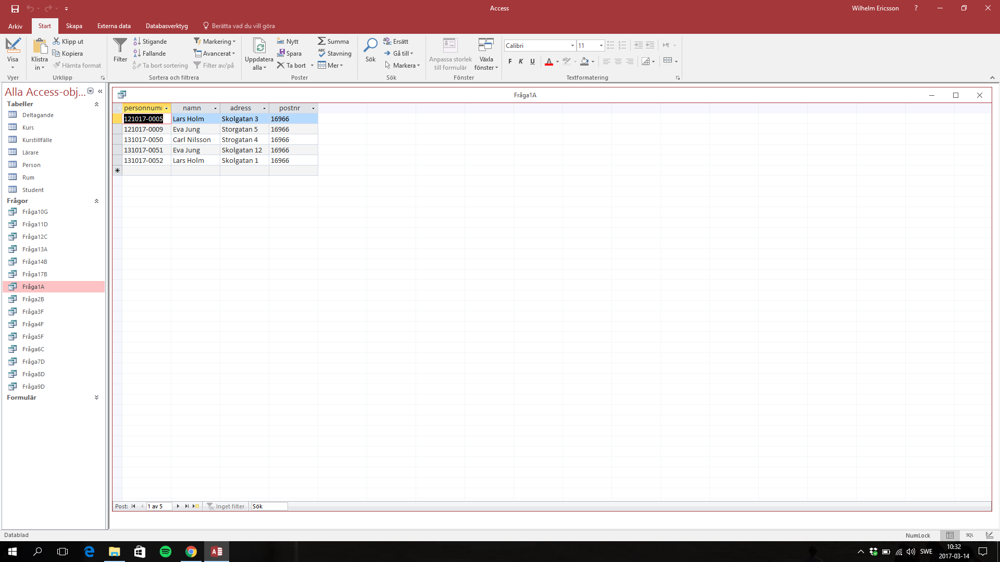 Access
Wilhelm Ericsson ?
Arkiv Start Skapa Externa data Databasverktyg Berätta vad du vill göra
Visa
Vyer
Klistra in
Klipp ut
Kopiera
Hämta format
Urklipp
Filter
Stigande
Fallande
Ta bort sortering
Markering
Avancerat
Filter av/på
Sortera och filtrera
Uppdatera alla
Nytt
Spara
Ta bort
Summa
Stavning
Mer
Poster
Sök
Ersätt
Gå till
Markera
Sök
Anpassa storlek till formulär
Växla fönster
Fönster
Calibri 11
F K U
Textformatering
Alla Access-obj...
Tabeller
Deltagande
Kurs
Kurstillfälle
Lärare
Person
Rum
Student
Frågor
Fråga10G
Fråga11D
Fråga12C
Fråga13A
Fråga14B
Fråga17B
Fråga1A
Fråga2B
Fråga3F
Fråga4F
Fråga5F
Fråga6C
Fråga7D
Fråga8D
Fråga9D
Formulär
Fråga1A
personnum namn adress postnr
121017-0005 Lars Holm Skolgatan 3 16966
121017-0009 Eva Jung Storgatan 5 16966
131017-0050 Carl Nilsson Strogatan 4 16966
131017-0051 Eva Jung Skolgatan 12 16966
131017-0052 Lars Holm Skolgatan 1 16966
Post: 1 av 5 Inget filter Sök
Datablad
NumLock SQL
SWE
10:32
2017-03-14